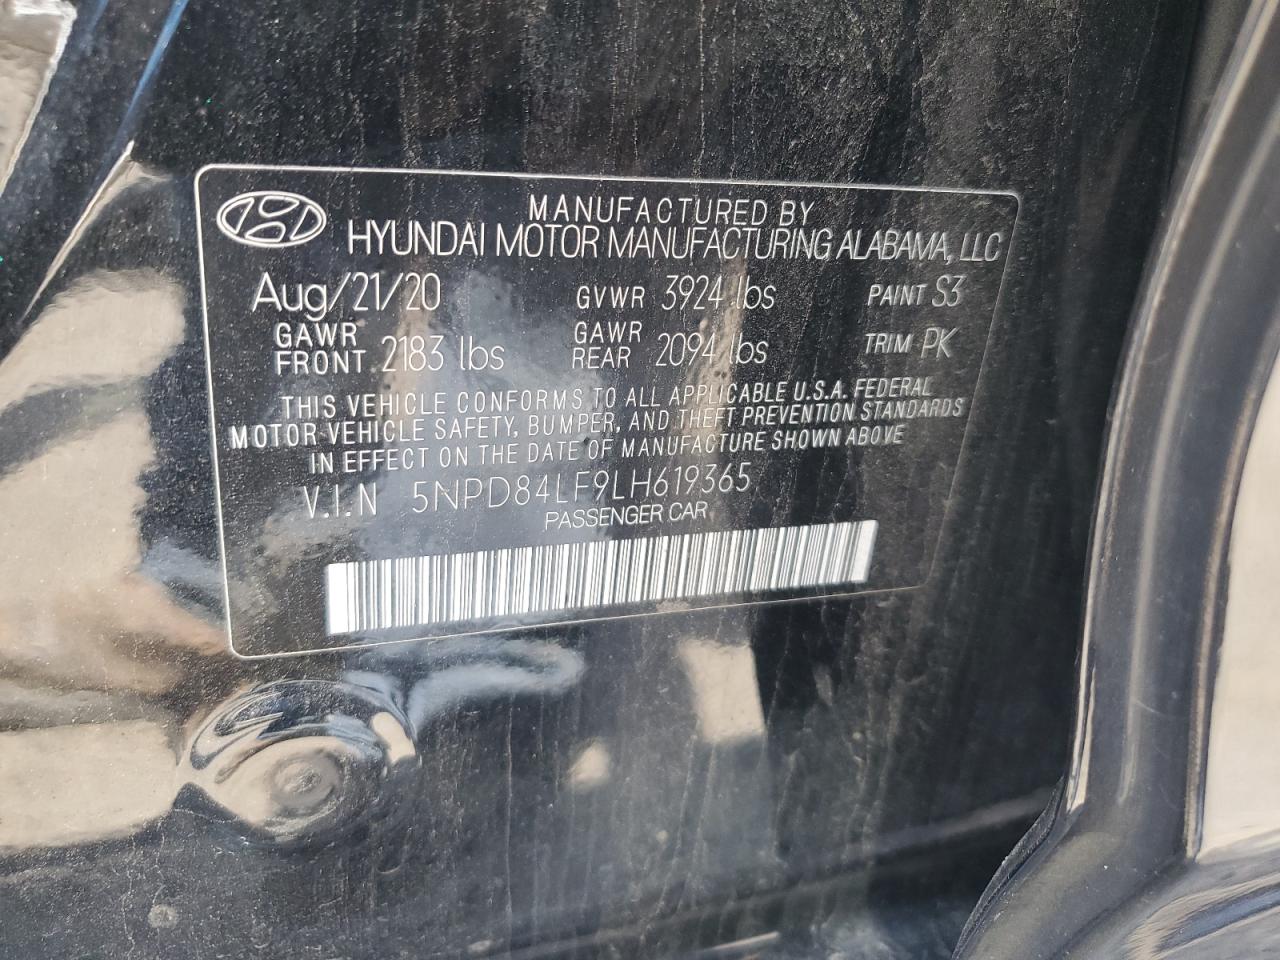 MANUFACTURED BY
HYUNDAI MOTOR MANUFACTURING ALABAMA, LLC
Aug/21/20 GVWR 3924 lbs PAINT S3
GAWR FRONT 2183 lbs GAWR REAR 2094 lbs TRIM PK
THIS VEHICLE CONFORMS TO ALL APPLICABLE U.S.A. FEDERAL
MOTOR VEHICLE SAFETY, BUMPER, AND THEFT PREVENTION STANDARDS
IN EFFECT ON THE DATE OF MANUFACTURE SHOWN ABOVE
V.I.N 5NPD84LF9LH619365
PASSENGER CAR